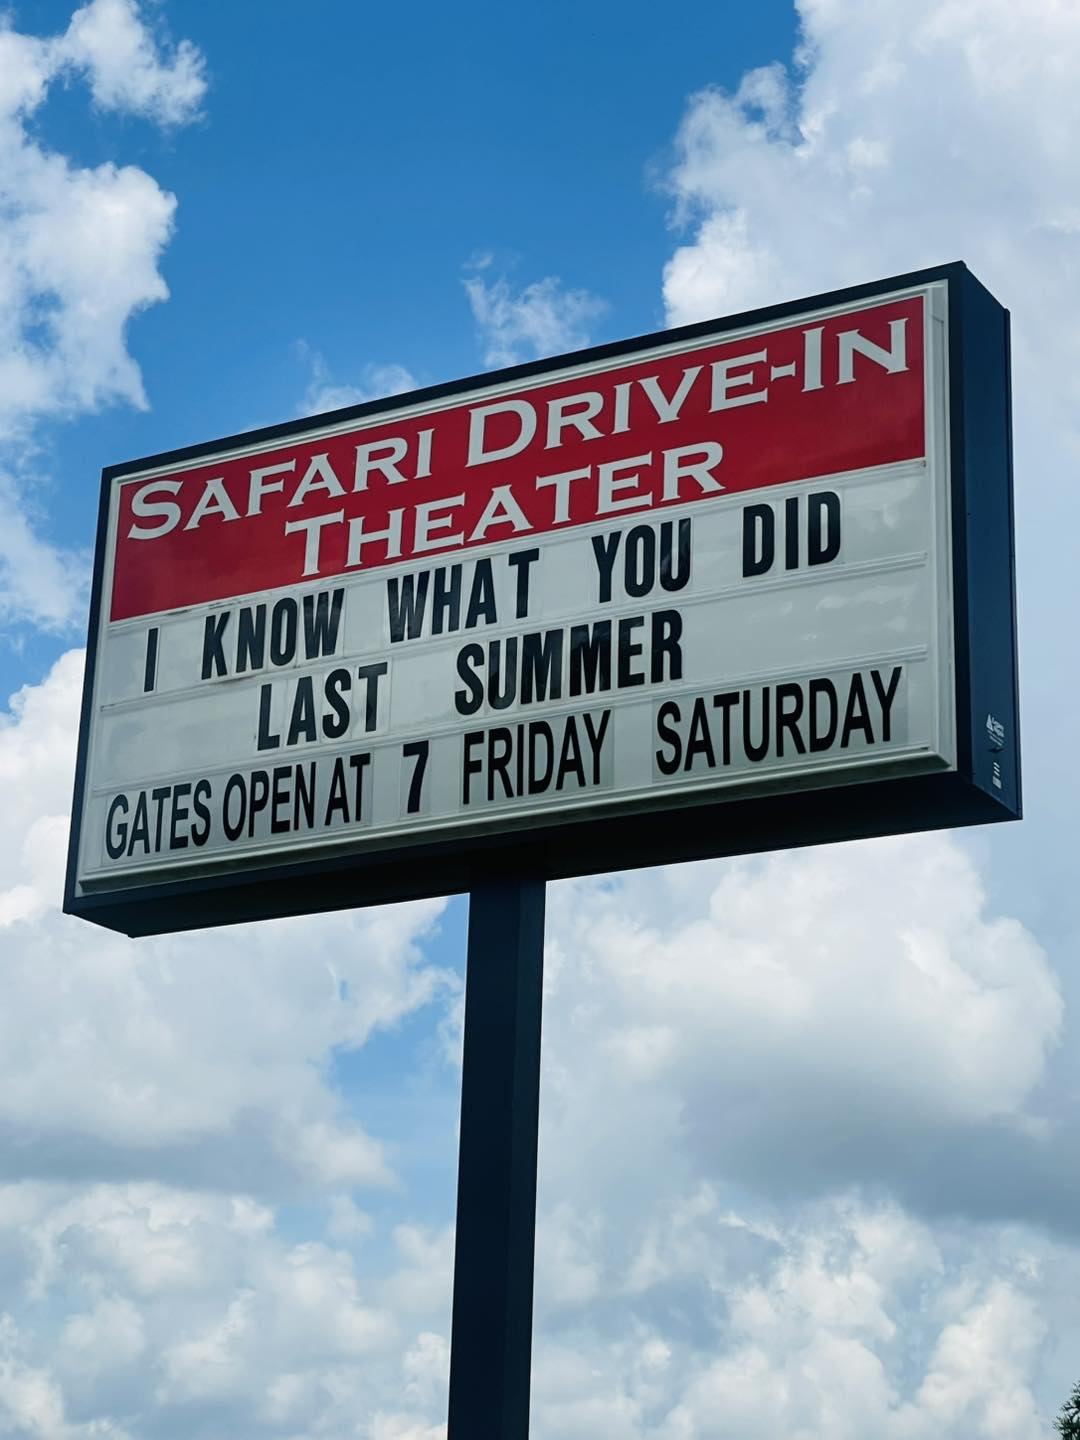 SAFARI DRIVE-IN
THEATER
I KNOW WHAT YOU DID
LAST SUMMER
GATES OPEN AT 7 FRIDAY SATURDAY